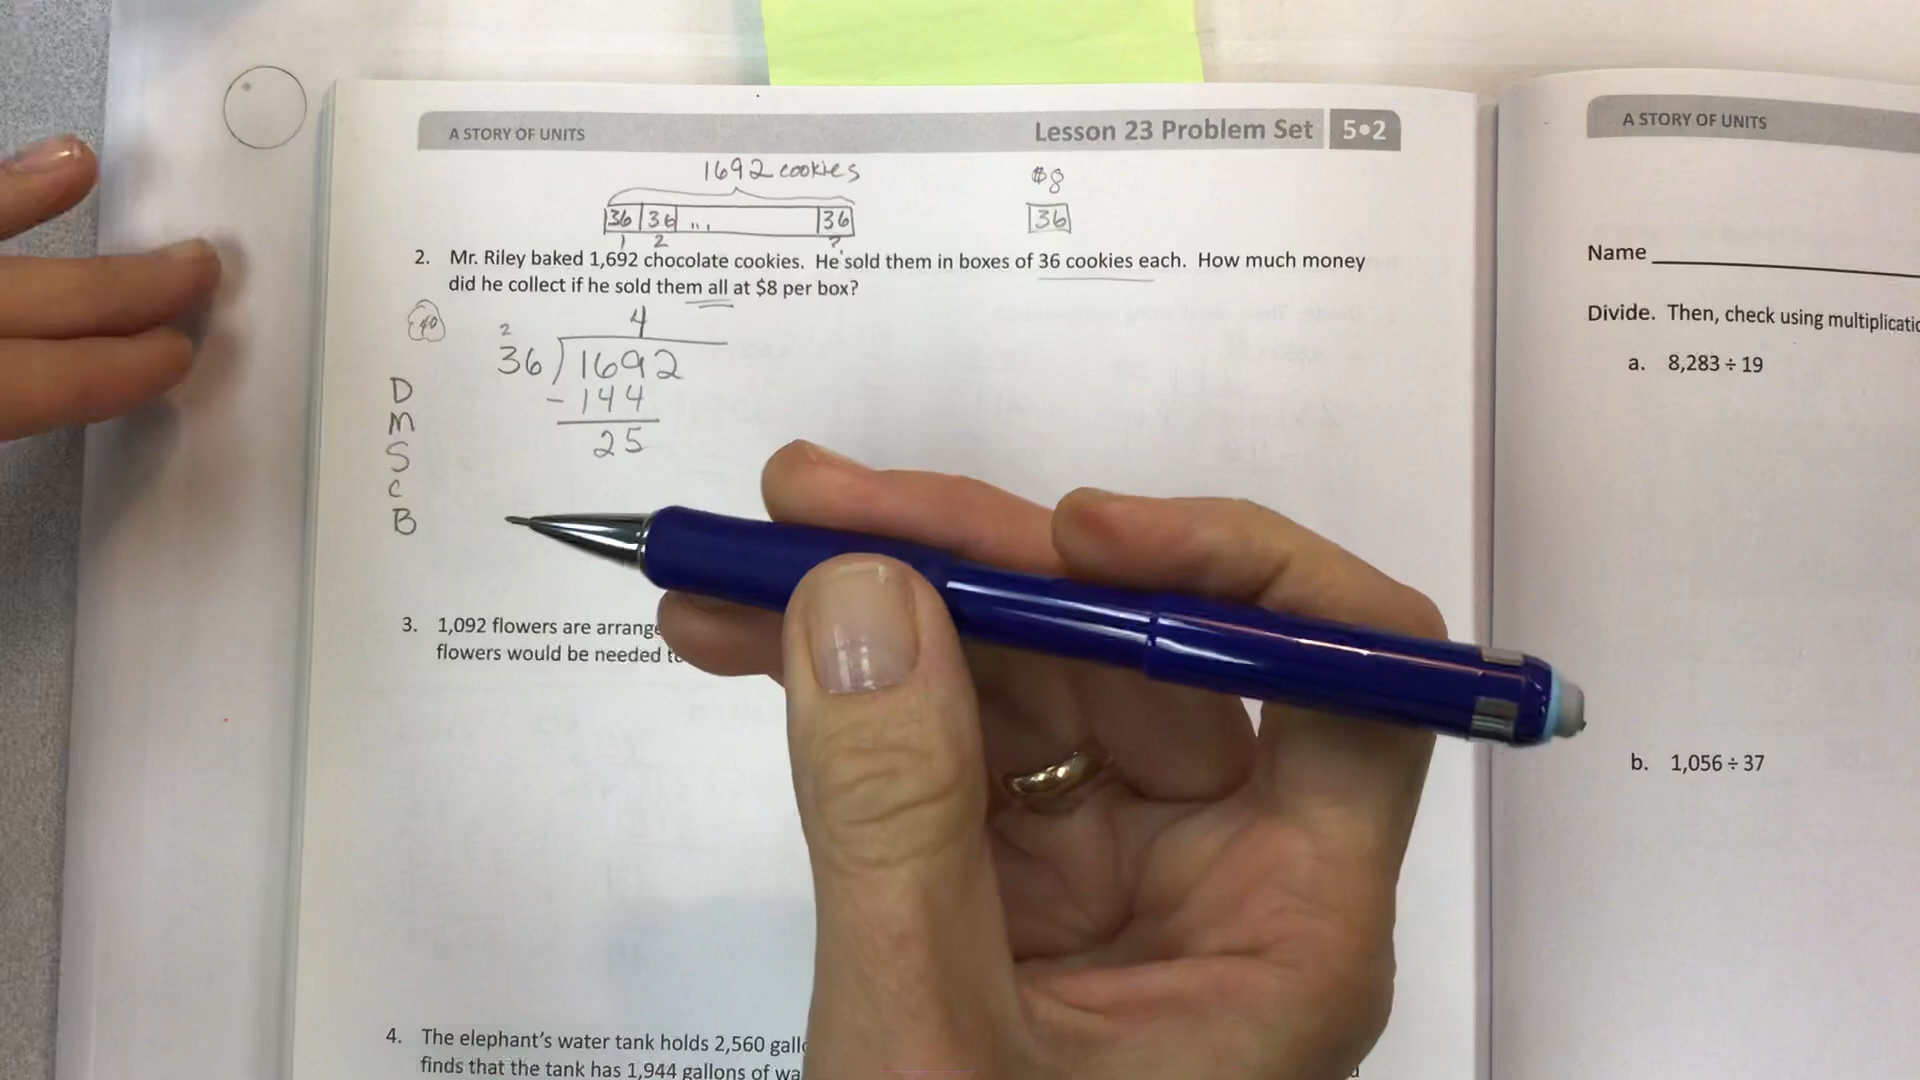 A STORY OF UNITS
Lesson 23 Problem Set 5•2
1692 cookies
$8
36 36 ... 36
36
1 2 ?
2. Mr. Riley baked 1,692 chocolate cookies. He sold them in boxes of 36 cookies each. How much money
did he collect if he sold them all at $8 per box?
40
2
4
36) 1692
- 144
25
D
M
S
C
B
3. 1,092 flowers are
flowers would be needed
4. The elephant's water tank holds 2,560
finds that the tank has 1,944 gallons of
A STORY OF UNITS
Name
Divide. Then, check using
a. 8,283 ÷ 19
b. 1,056 ÷ 37